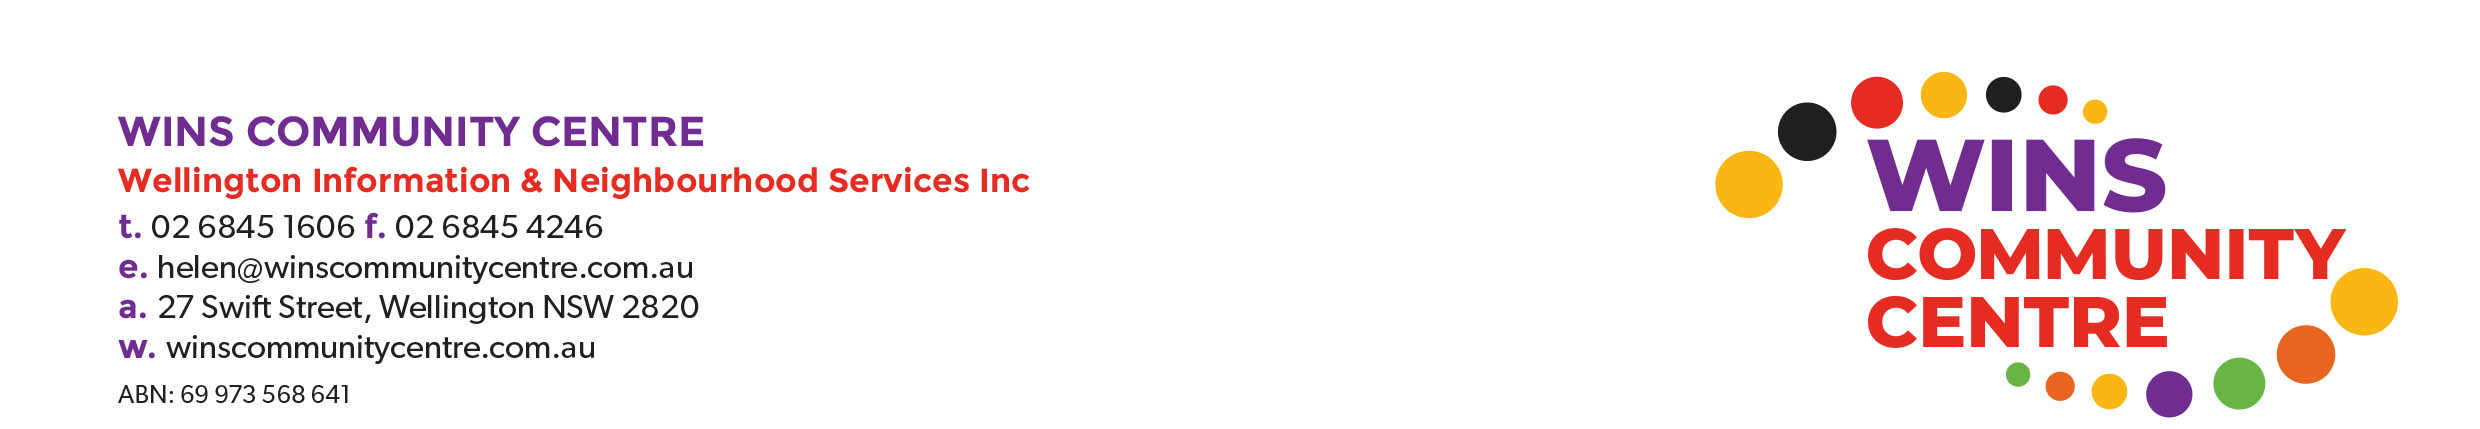 WINS COMMUNITY CENTRE
Wellington Information & Neighbourhood Services Inc
t. 02 6845 1606 f. 02 6845 4246
e. helen@winscommunitycentre.com.au
a. 27 Swift Street, Wellington NSW 2820
w. winscommunitycentre.com.au
ABN: 69 973 568 641
WINS
COMMUNITY
CENTRE